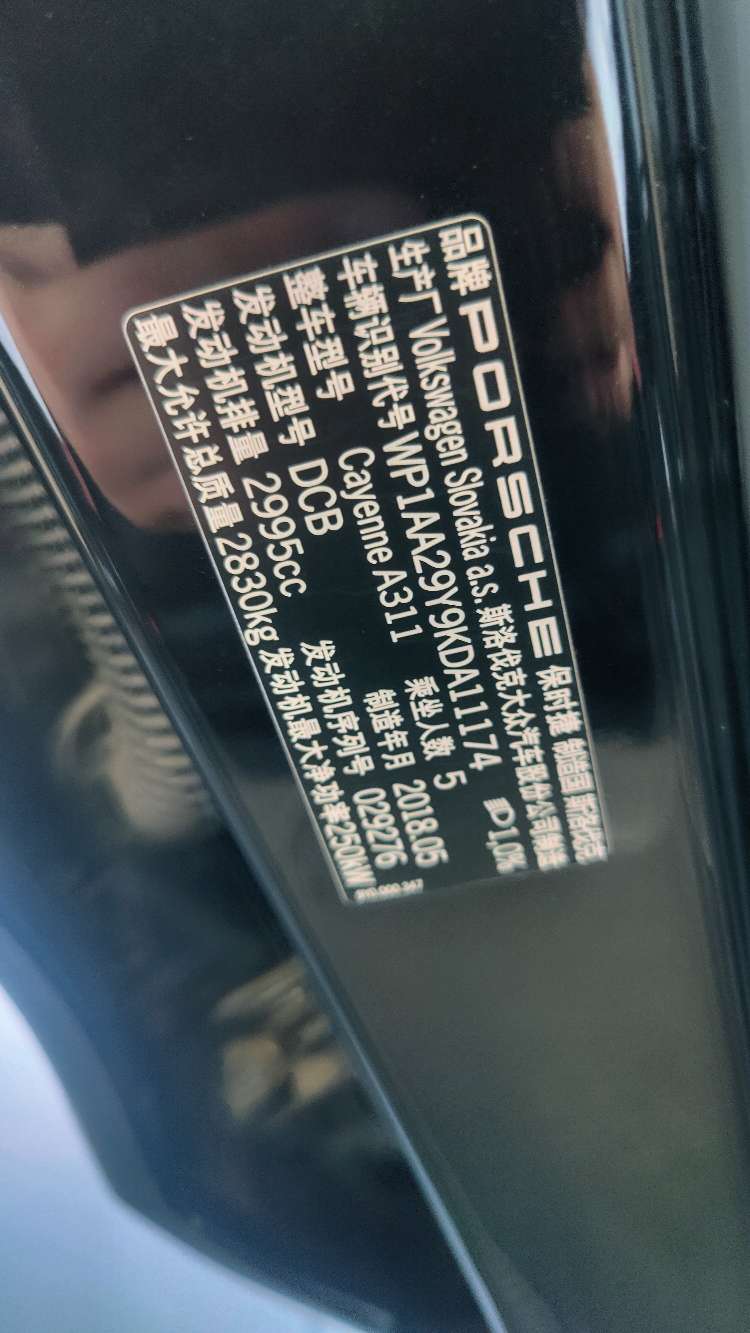 品牌 PORSCHE 保时捷 制造国 斯洛伐克
生产厂 Volkswagen Slovakia a.s. 斯洛伐克大众汽车股份公司制造
车辆识别代号 WP1AA29Y9KDA11174 1,0%
整车型号 Cayenne A311 乘坐人数 5
发动机型号 DCB 制造年月 2018.05
发动机排量 2995cc 发动机序列号 029276
最大允许总质量 2830kg 发动机最大净功率 250kW